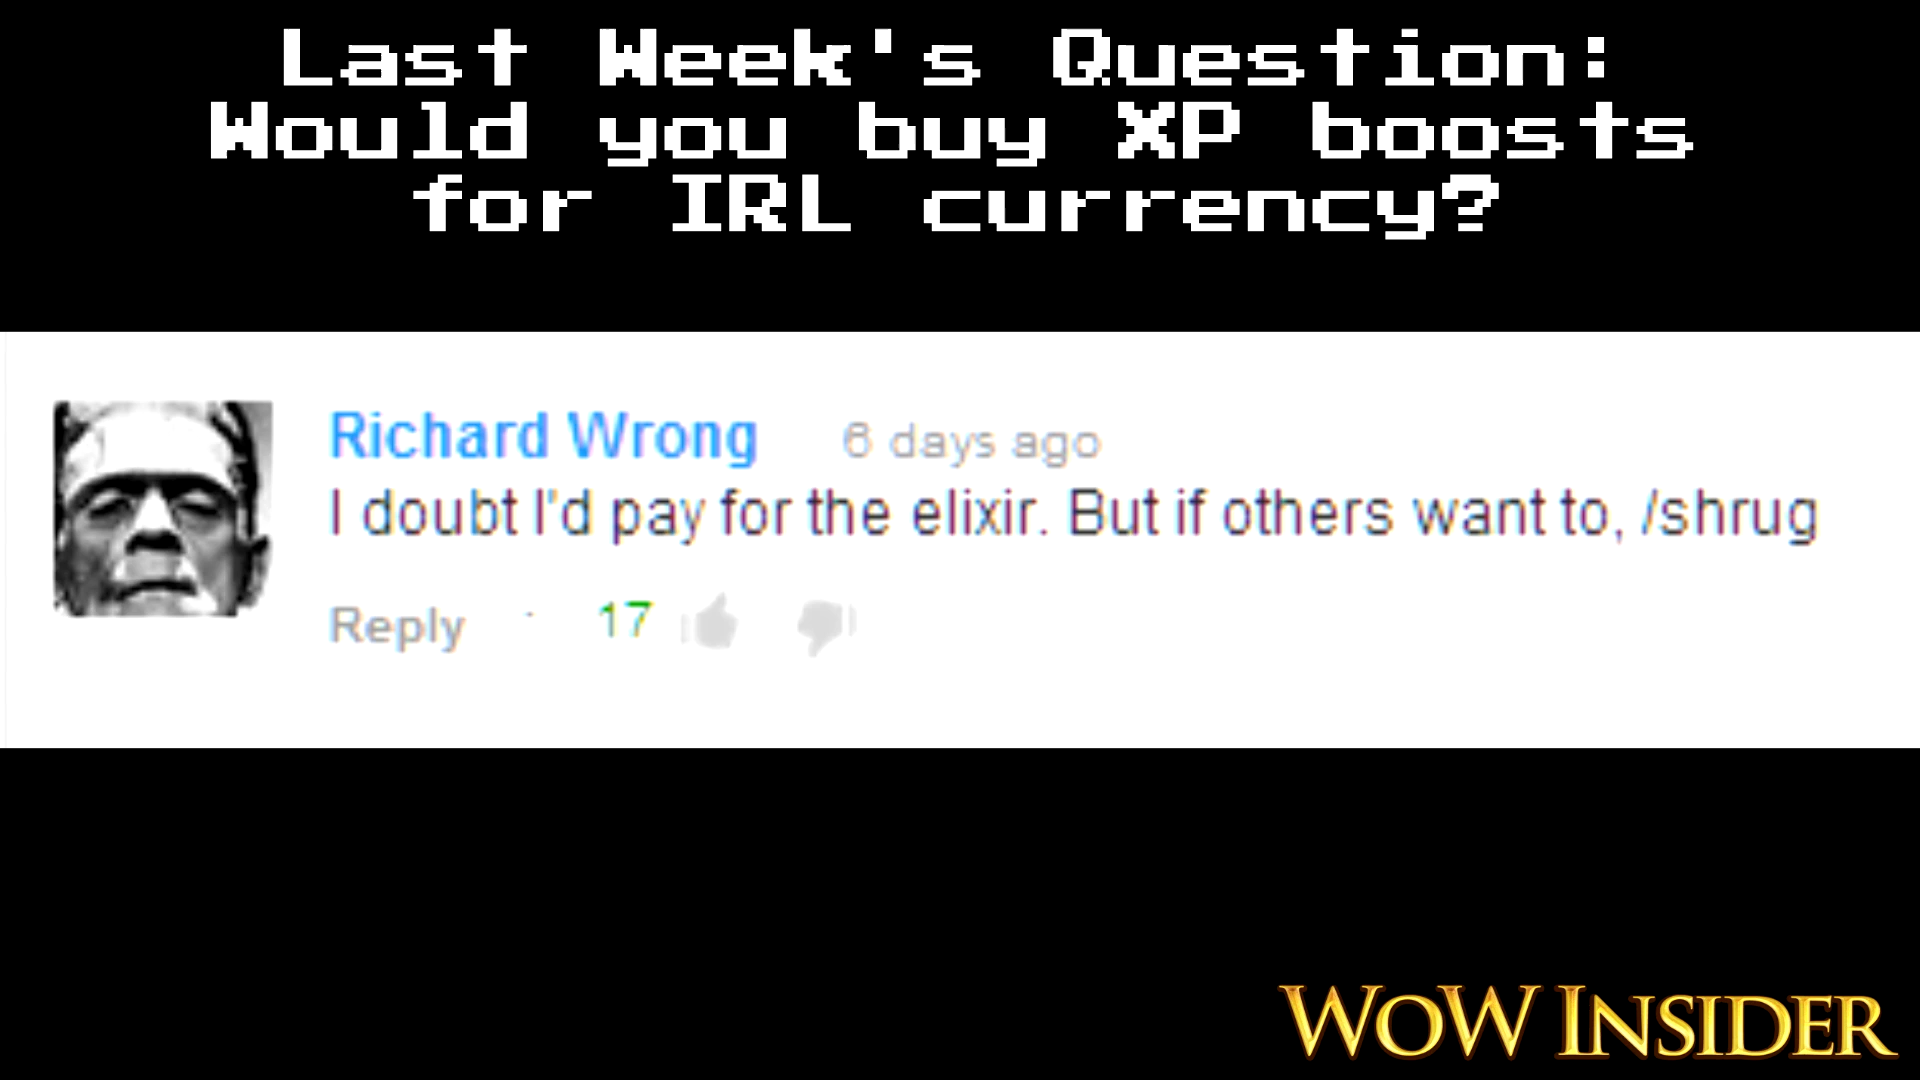 Last Week's Question:
Would you buy XP boosts
for IRL currency?
Richard Wrong 6 days ago
I doubt I'd pay for the elixir. But if others want to, /shrug
Reply · 17
WoW Insider